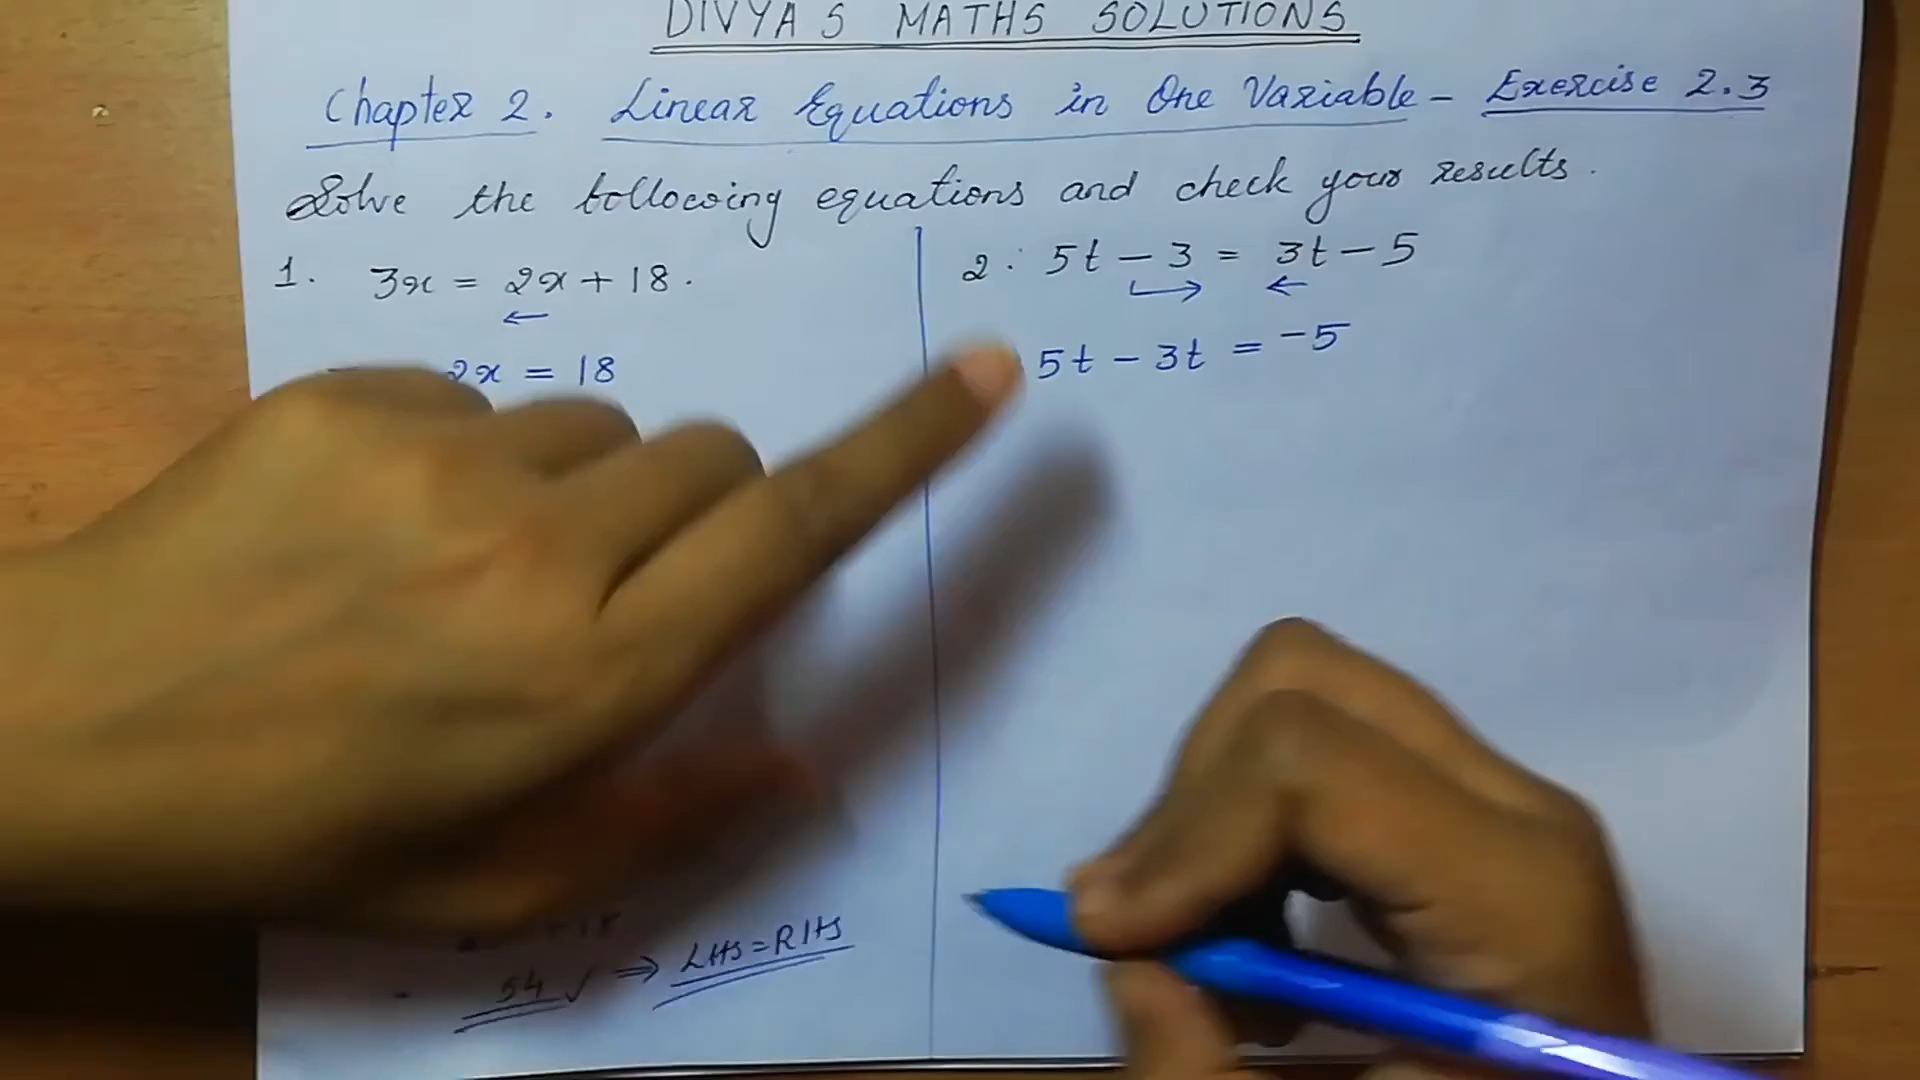 DIVYA'S MATHS SOLUTIONS
Chapter 2. Linear Equations in One Variable - Exercise 2.3
Solve the following equations and check your results.
1. 3x = 2x + 18.
←
2x = 18
54 ✓ ⇒ LHS = RHS
2. 5t - 3 = 3t - 5
→ ←
5t - 3t = -5